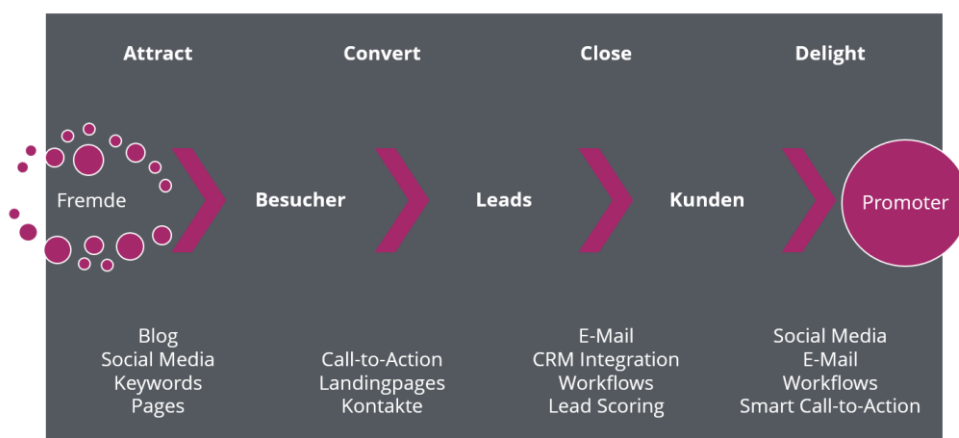 Attract
Convert
Close
Delight
Fremde
Besucher
Leads
Kunden
Promoter
Blog
Social Media
Keywords
Pages
Call-to-Action
Landingpages
Kontakte
E-Mail
CRM Integration
Workflows
Lead Scoring
Social Media
E-Mail
Workflows
Smart Call-to-Action